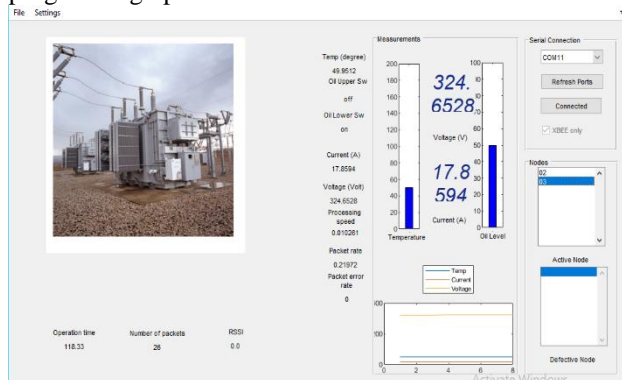 File Settings
Temp (degree)
49.9512
Oil Upper Sw
off
Oil Lower Sw
on
Current (A)
17.8594
Voltage (Volt)
324.6528
Processing
speed
0.010261
Packet rate
0.21972
Packet error
rate
0
Operation time
118.33
Number of packets
26
RSSI
0.0
Measurements
200
180
160
140
120
100
80
60
40
20
0
Temperature
324.
6528
Voltage (V)
17.8
594
Current (A)
100
90
80
70
60
50
40
30
20
10
0
Oil Level
Temp
Current
Voltage
200
0
0 2 4 6 8
Serial Connection
COM11
Refresh Ports
Connected
XBEE only
Nodes
02
03
Active Node
Defective Node
Activate Windows